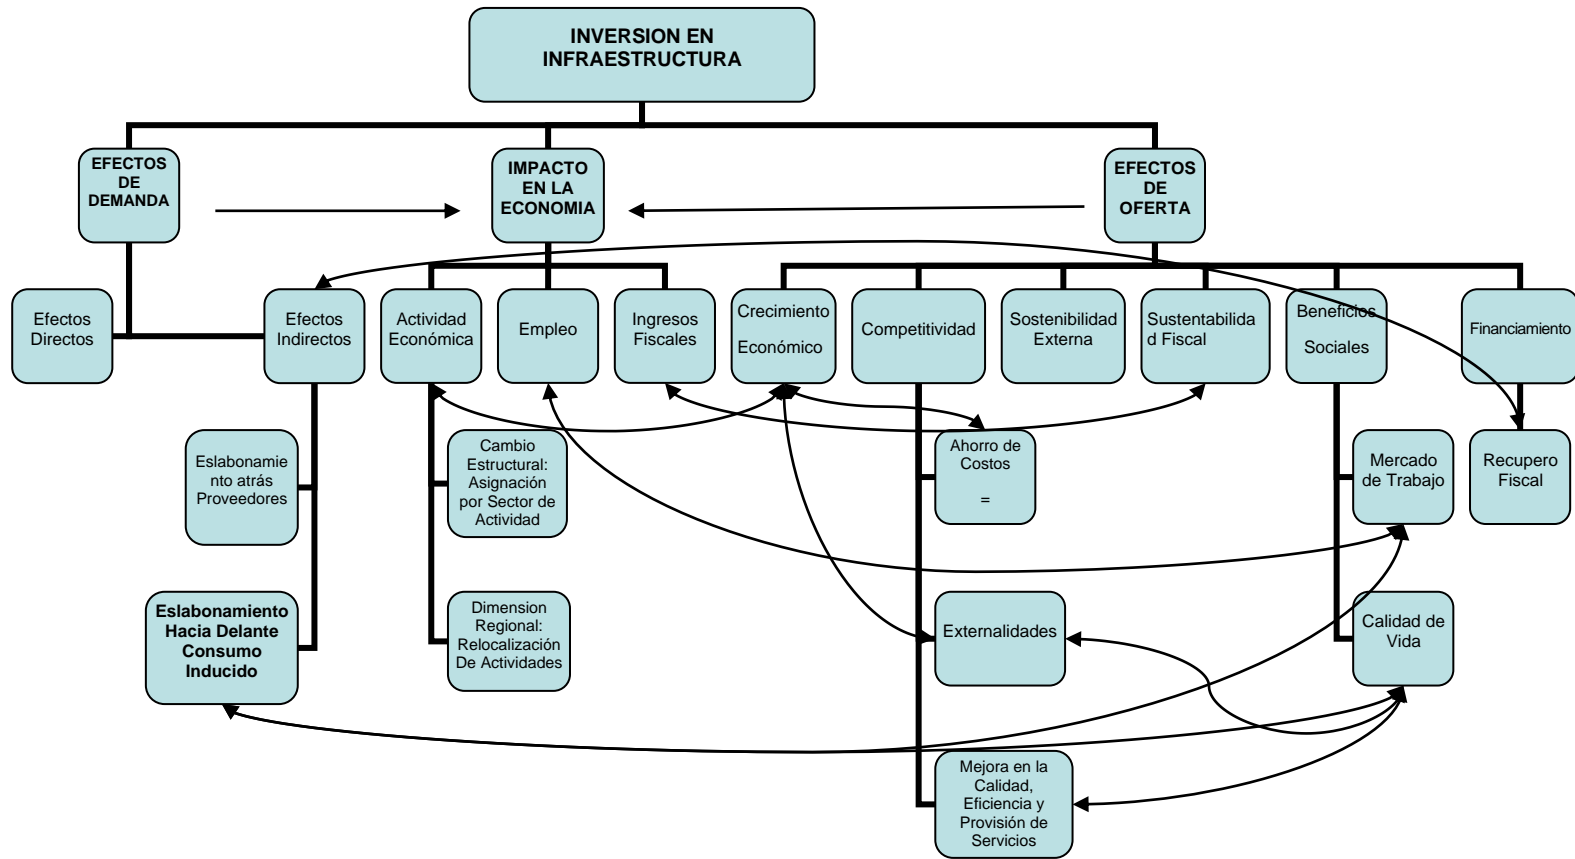 INVERSION EN
INFRAESTRUCTURA
EFECTOS
DE
DEMANDA
IMPACTO
EN LA
ECONOMIA
EFECTOS
DE
OFERTA
Efectos
Directos
Efectos
Indirectos
Actividad
Económica
Empleo
Ingresos
Fiscales
Crecimiento
Económico
Competitividad
Sostenibilidad
Externa
Sustentabilida
d Fiscal
Beneficios
Sociales
Financiamiento
Eslabonamie
nto atrás
Proveedores
Cambio
Estructural:
Asignación
por Sector de
Actividad
Ahorro de
Costos
=
Mercado
de Trabajo
Recupero
Fiscal
Eslabonamiento
Hacia Delante
Consumo
Inducido
Dimension
Regional:
Relocalización
De Actividades
Externalidades
Calidad de
Vida
Mejora en la
Calidad,
Eficiencia y
Provisión de
Servicios